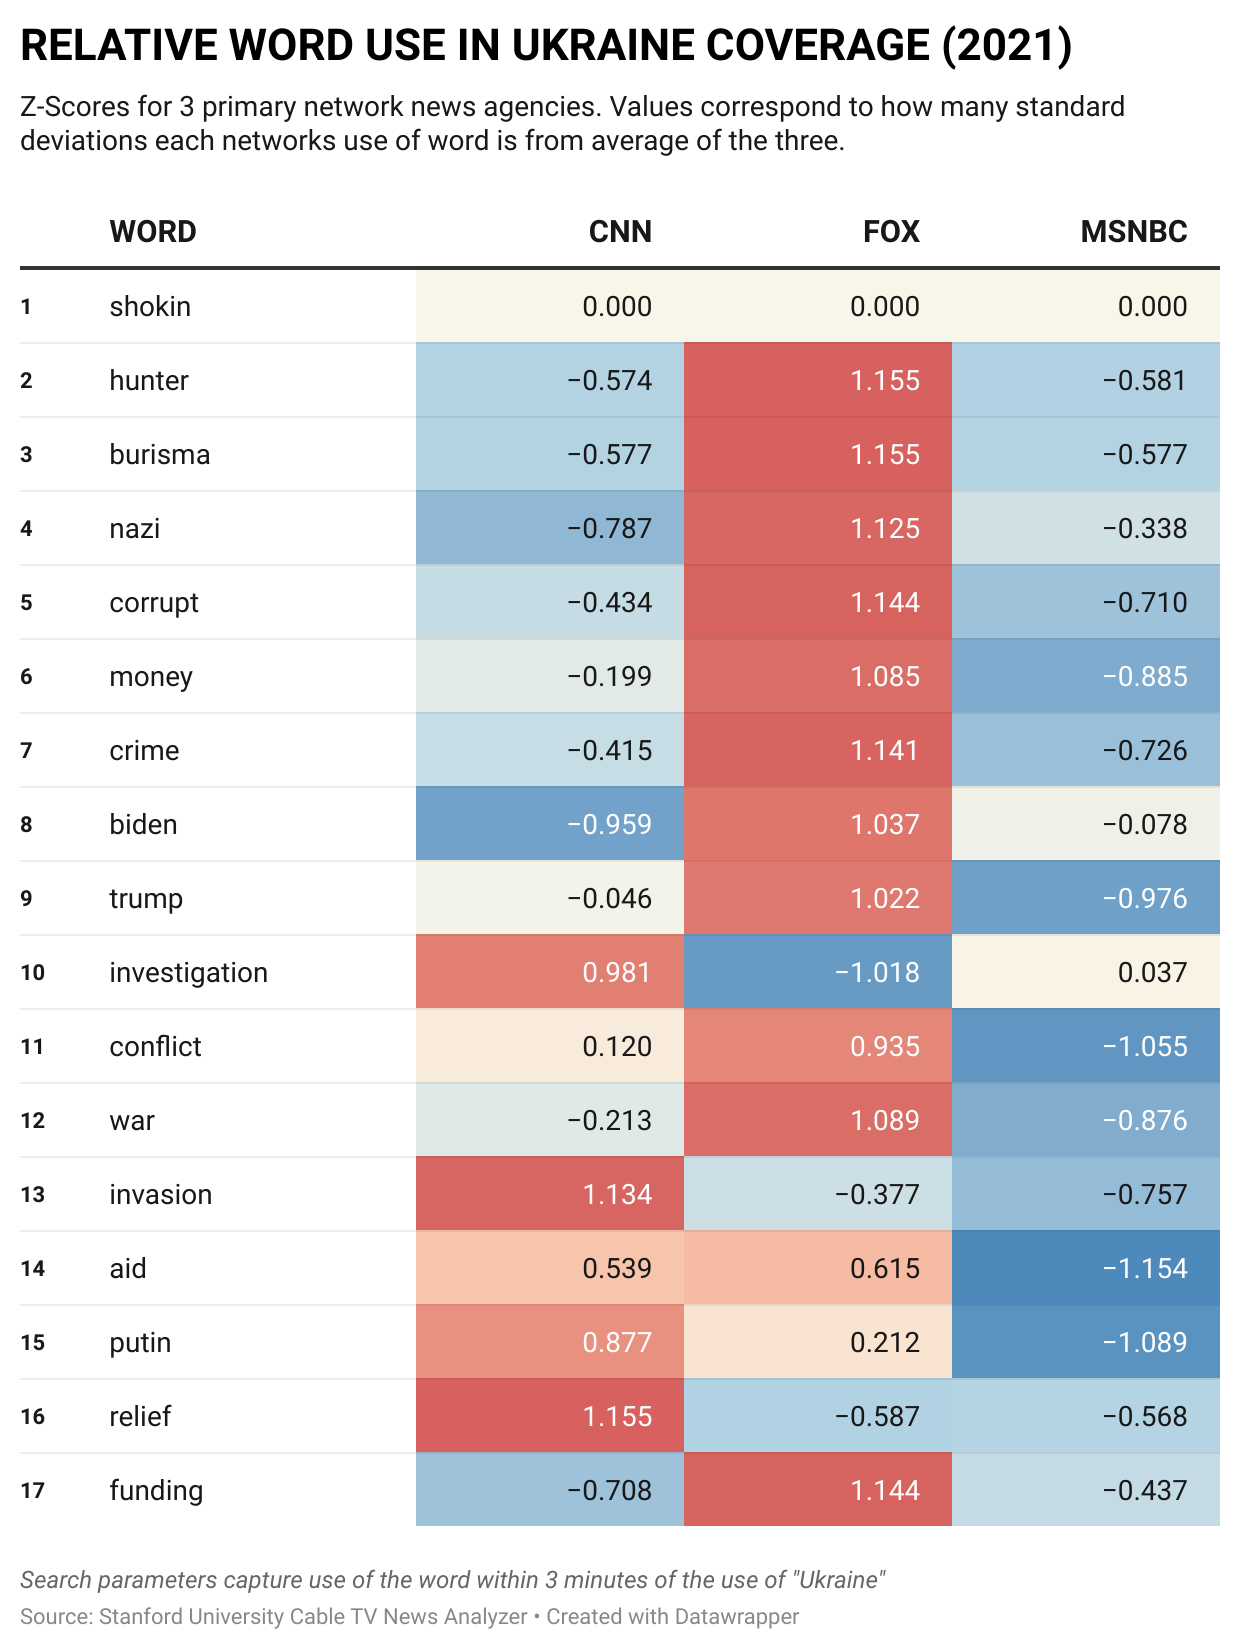 RELATIVE WORD USE IN UKRAINE COVERAGE (2021)
Z-Scores for 3 primary network news agencies. Values correspond to how many standard
deviations each networks use of word is from average of the three.
WORD CNN FOX MSNBC
1 shokin 0.000 0.000 0.000
2 hunter −0.574 1.155 −0.581
3 burisma −0.577 1.155 −0.577
4 nazi −0.787 1.125 −0.338
5 corrupt −0.434 1.144 −0.710
6 money −0.199 1.085 −0.885
7 crime −0.415 1.141 −0.726
8 biden −0.959 1.037 −0.078
9 trump −0.046 1.022 −0.976
10 investigation 0.981 −1.018 0.037
11 conflict 0.120 0.935 −1.055
12 war −0.213 1.089 −0.876
13 invasion 1.134 −0.377 −0.757
14 aid 0.539 0.615 −1.154
15 putin 0.877 0.212 −1.089
16 relief 1.155 −0.587 −0.568
17 funding −0.708 1.144 −0.437
Search parameters capture use of the word within 3 minutes of the use of "Ukraine"
Source: Stanford University Cable TV News Analyzer • Created with Datawrapper